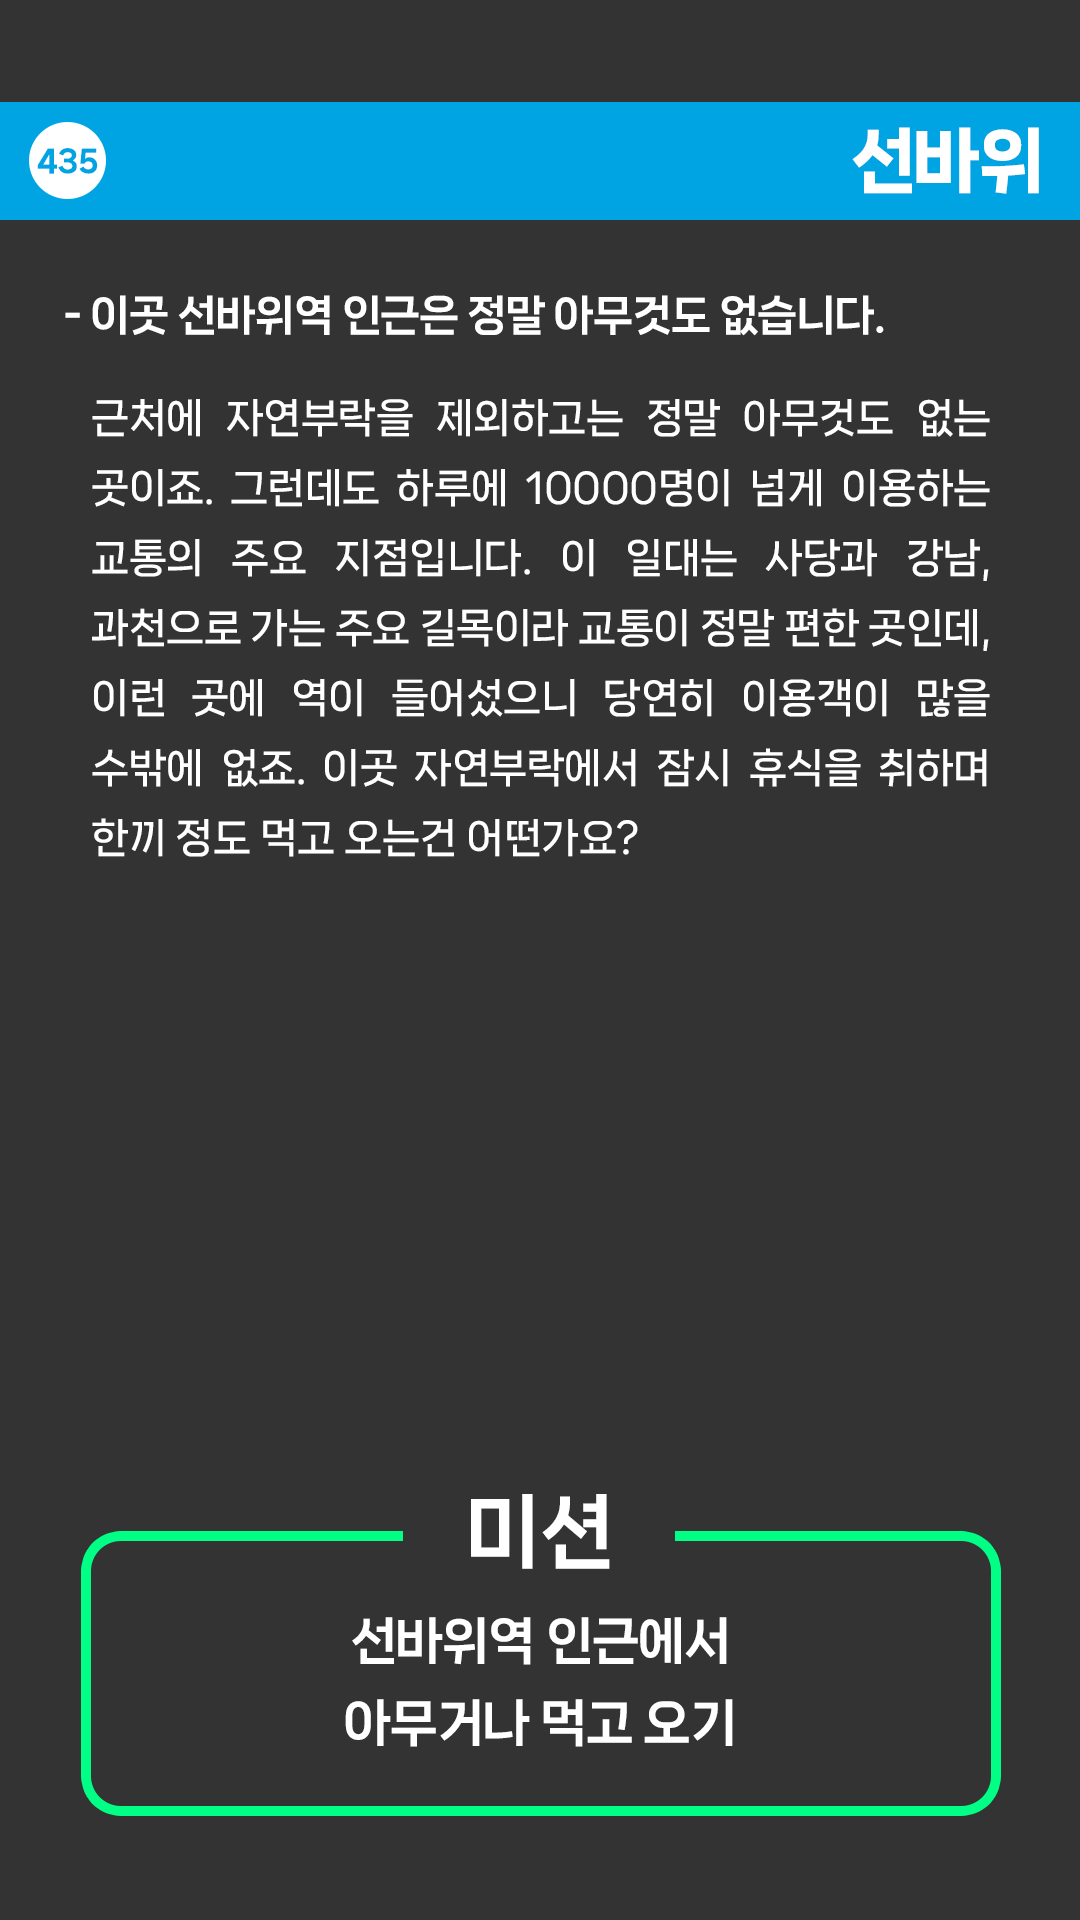 435
선바위
- 이곳 선바위역 인근은 정말 아무것도 없습니다.
근처에 자연부락을 제외하고는 정말 아무것도 없는
곳이죠. 그런데도 하루에 10000명이 넘게 이용하는
교통의 주요 지점입니다. 이 일대는 사당과 강남,
과천으로 가는 주요 길목이라 교통이 정말 편한 곳인데,
이런 곳에 역이 들어섰으니 당연히 이용객이 많을
수밖에 없죠. 이곳 자연부락에서 잠시 휴식을 취하며
한끼 정도 먹고 오는건 어떤가요?
미션
선바위역 인근에서
아무거나 먹고 오기